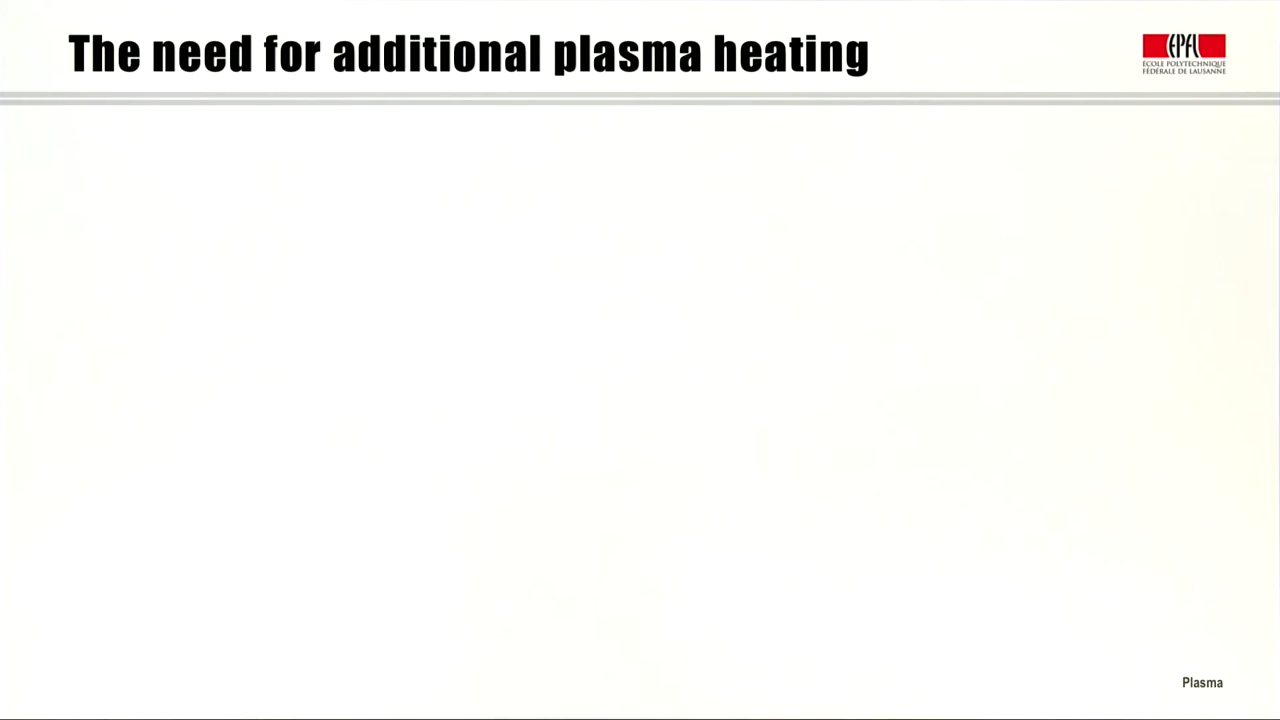 The need for additional plasma heating
EPFL
ÉCOLE POLYTECHNIQUE
FÉDÉRALE DE LAUSANNE
Plasma